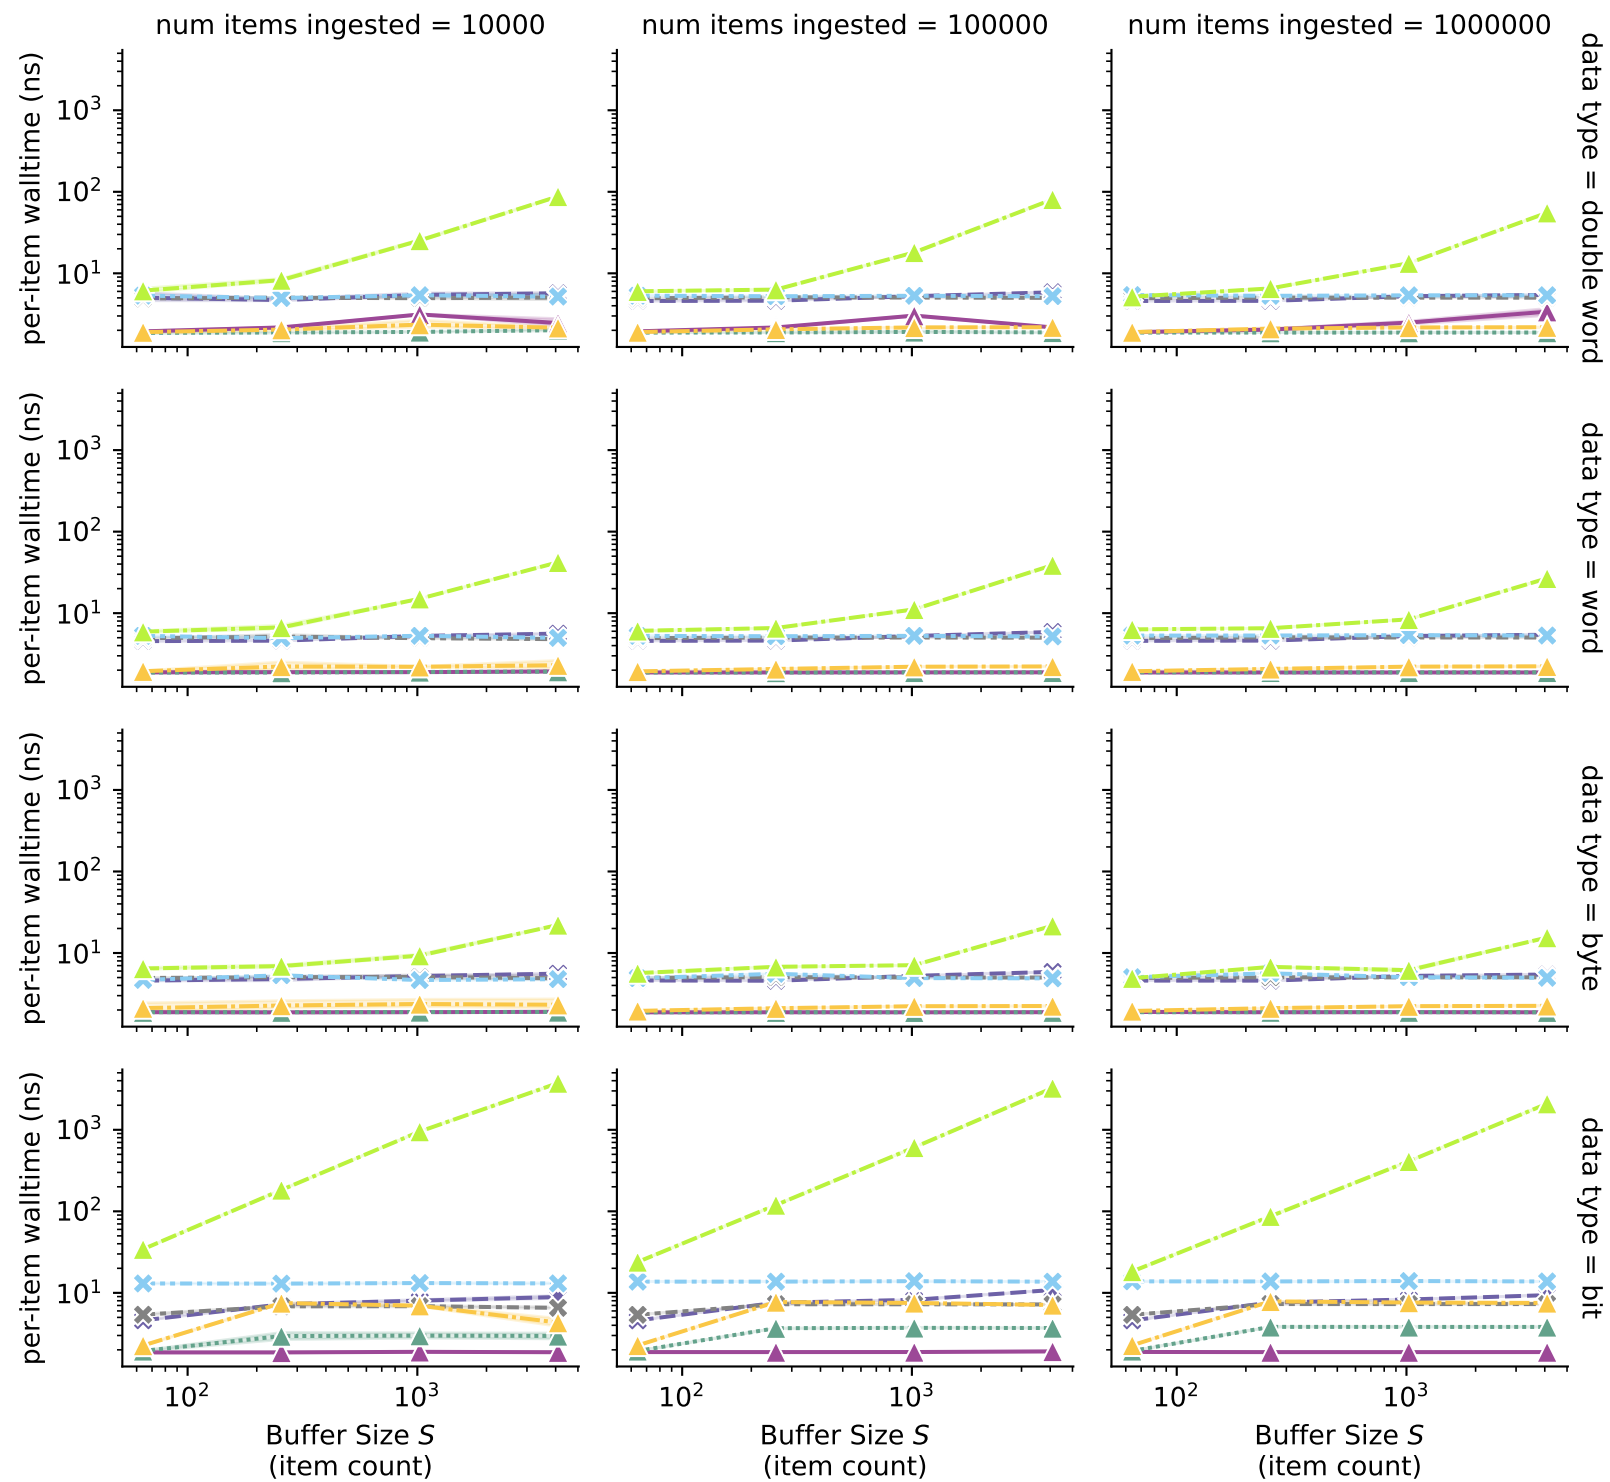 num items ingested = 10000
num items ingested = 100000
num items ingested = 1000000
per-item walltime (ns)
10³
10²
10¹
data type = double word
per-item walltime (ns)
10³
10²
10¹
data type = word
per-item walltime (ns)
10³
10²
10¹
data type = byte
per-item walltime (ns)
10³
10²
10¹
data type = bit
10²
10³
10²
10³
10²
10³
Buffer Size S
(item count)
Buffer Size S
(item count)
Buffer Size S
(item count)